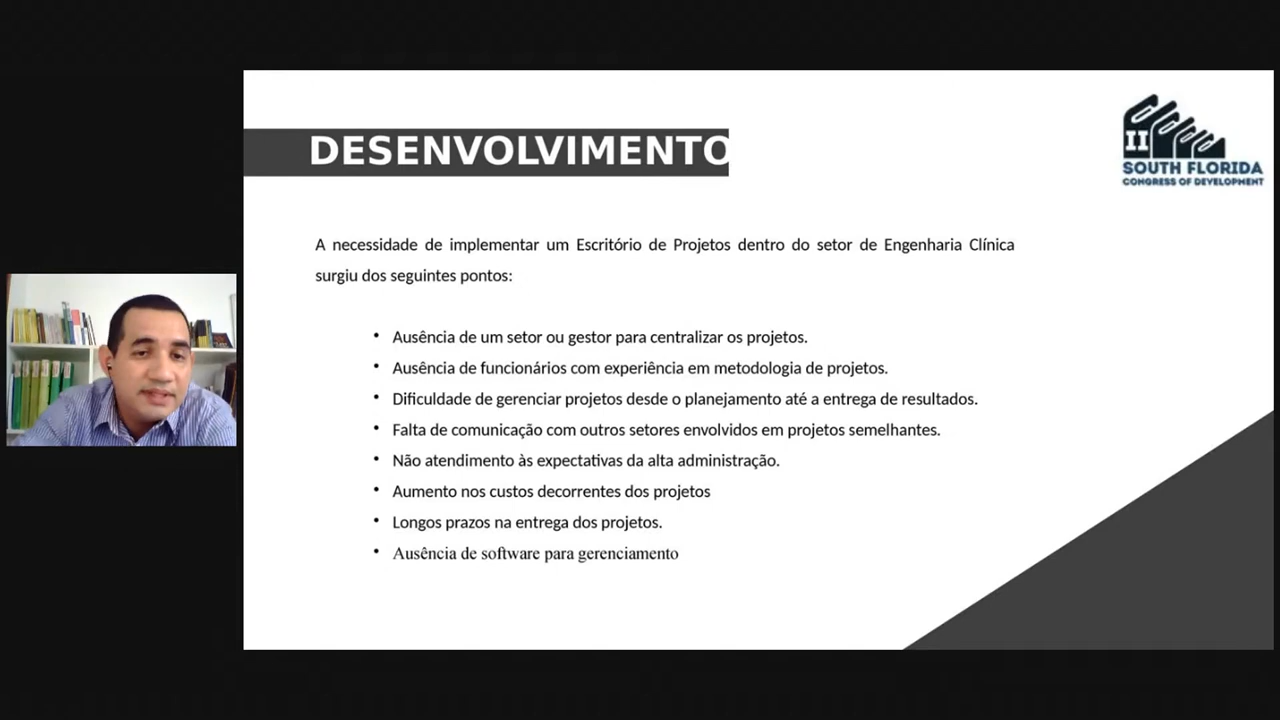 DESENVOLVIMENTO
II
SOUTH FLORIDA
CONGRESS OF DEVELOPMENT
A necessidade de implementar um Escritório de Projetos dentro do setor de Engenharia Clínica
surgiu dos seguintes pontos:
• Ausência de um setor ou gestor para centralizar os projetos.
• Ausência de funcionários com experiência em metodologia de projetos.
• Dificuldade de gerenciar projetos desde o planejamento até a entrega de resultados.
• Falta de comunicação com outros setores envolvidos em projetos semelhantes.
• Não atendimento às expectativas da alta administração.
• Aumento nos custos decorrentes dos projetos
• Longos prazos na entrega dos projetos.
• Ausência de software para gerenciamento